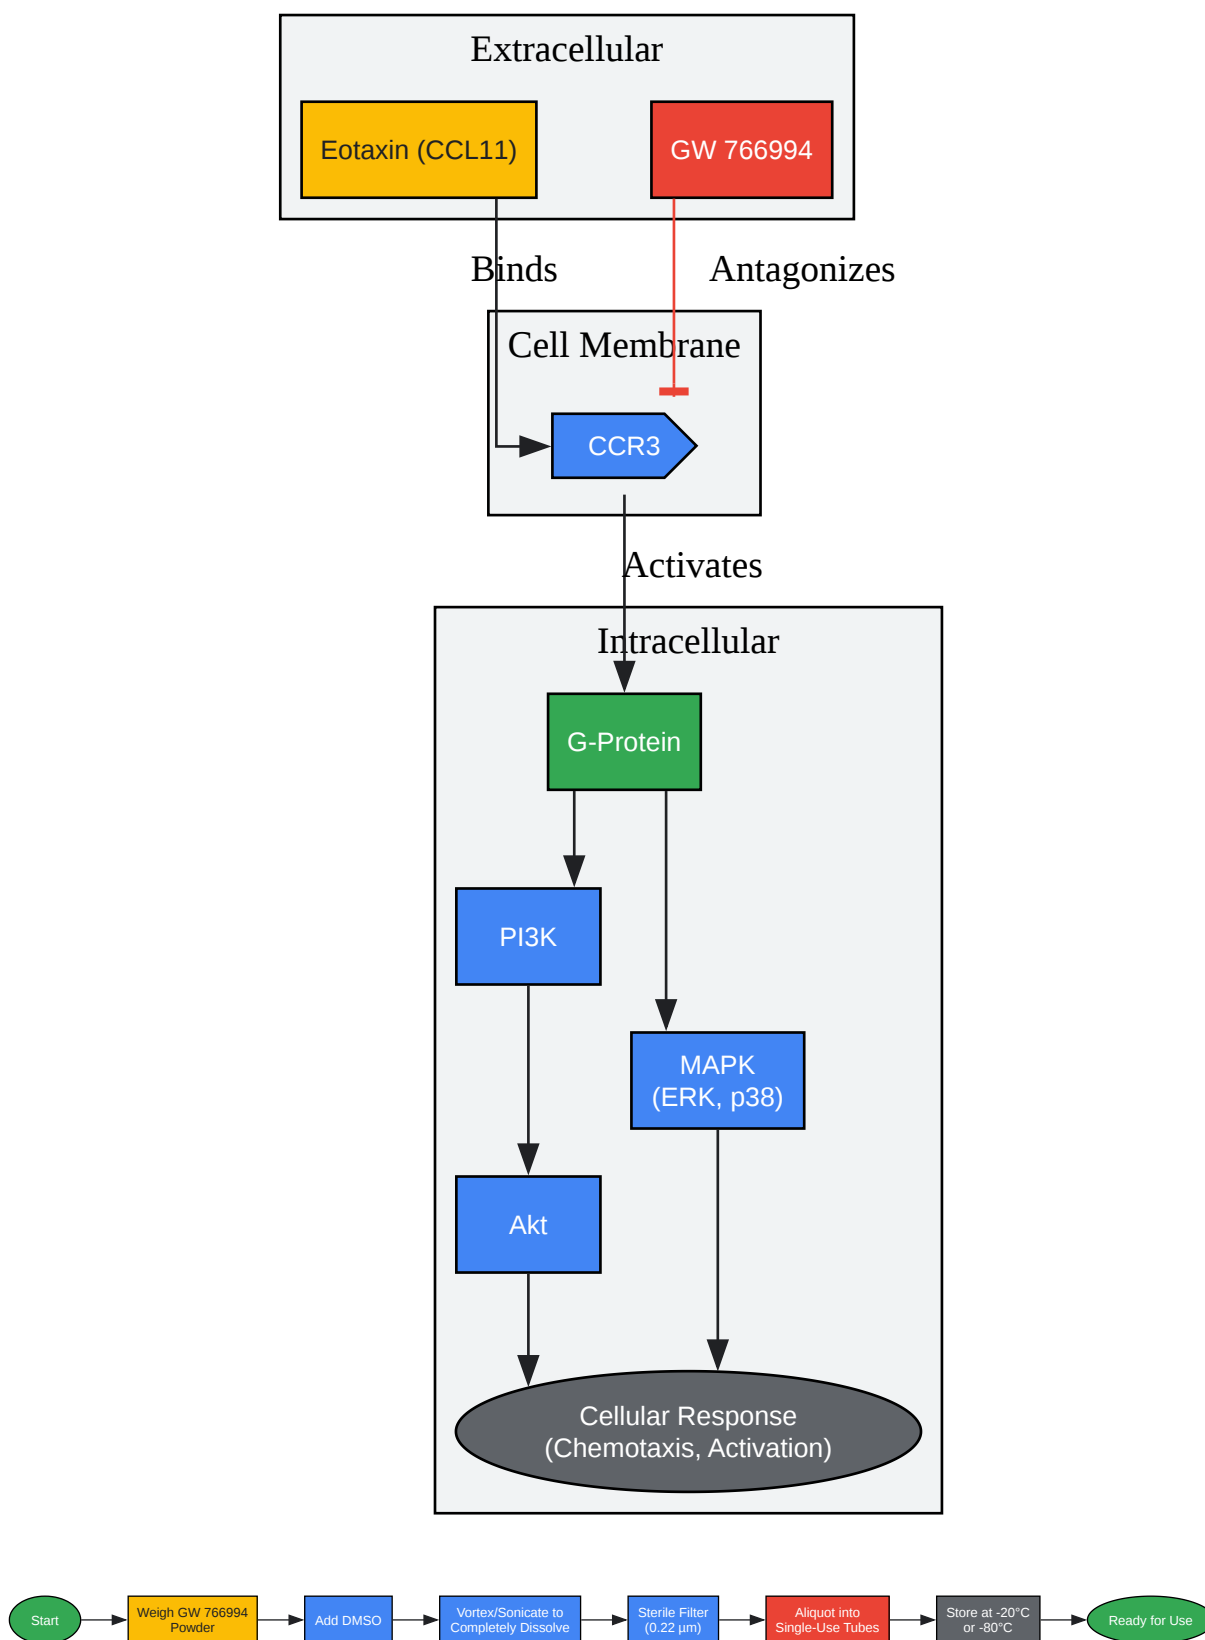 Extracellular
Eotaxin (CCL11)
GW 766994
Binds
Antagonizes
Cell Membrane
CCR3
Activates
Intracellular
G-Protein
PI3K
MAPK
(ERK, p38)
Akt
Cellular Response
(Chemotaxis, Activation)
Start
Weigh GW 766994
Powder
Add DMSO
Vortex/Sonicate to
Completely Dissolve
Sterile Filter
(0.22 µm)
Aliquot into
Single-Use Tubes
Store at -20°C
or -80°C
Ready for Use